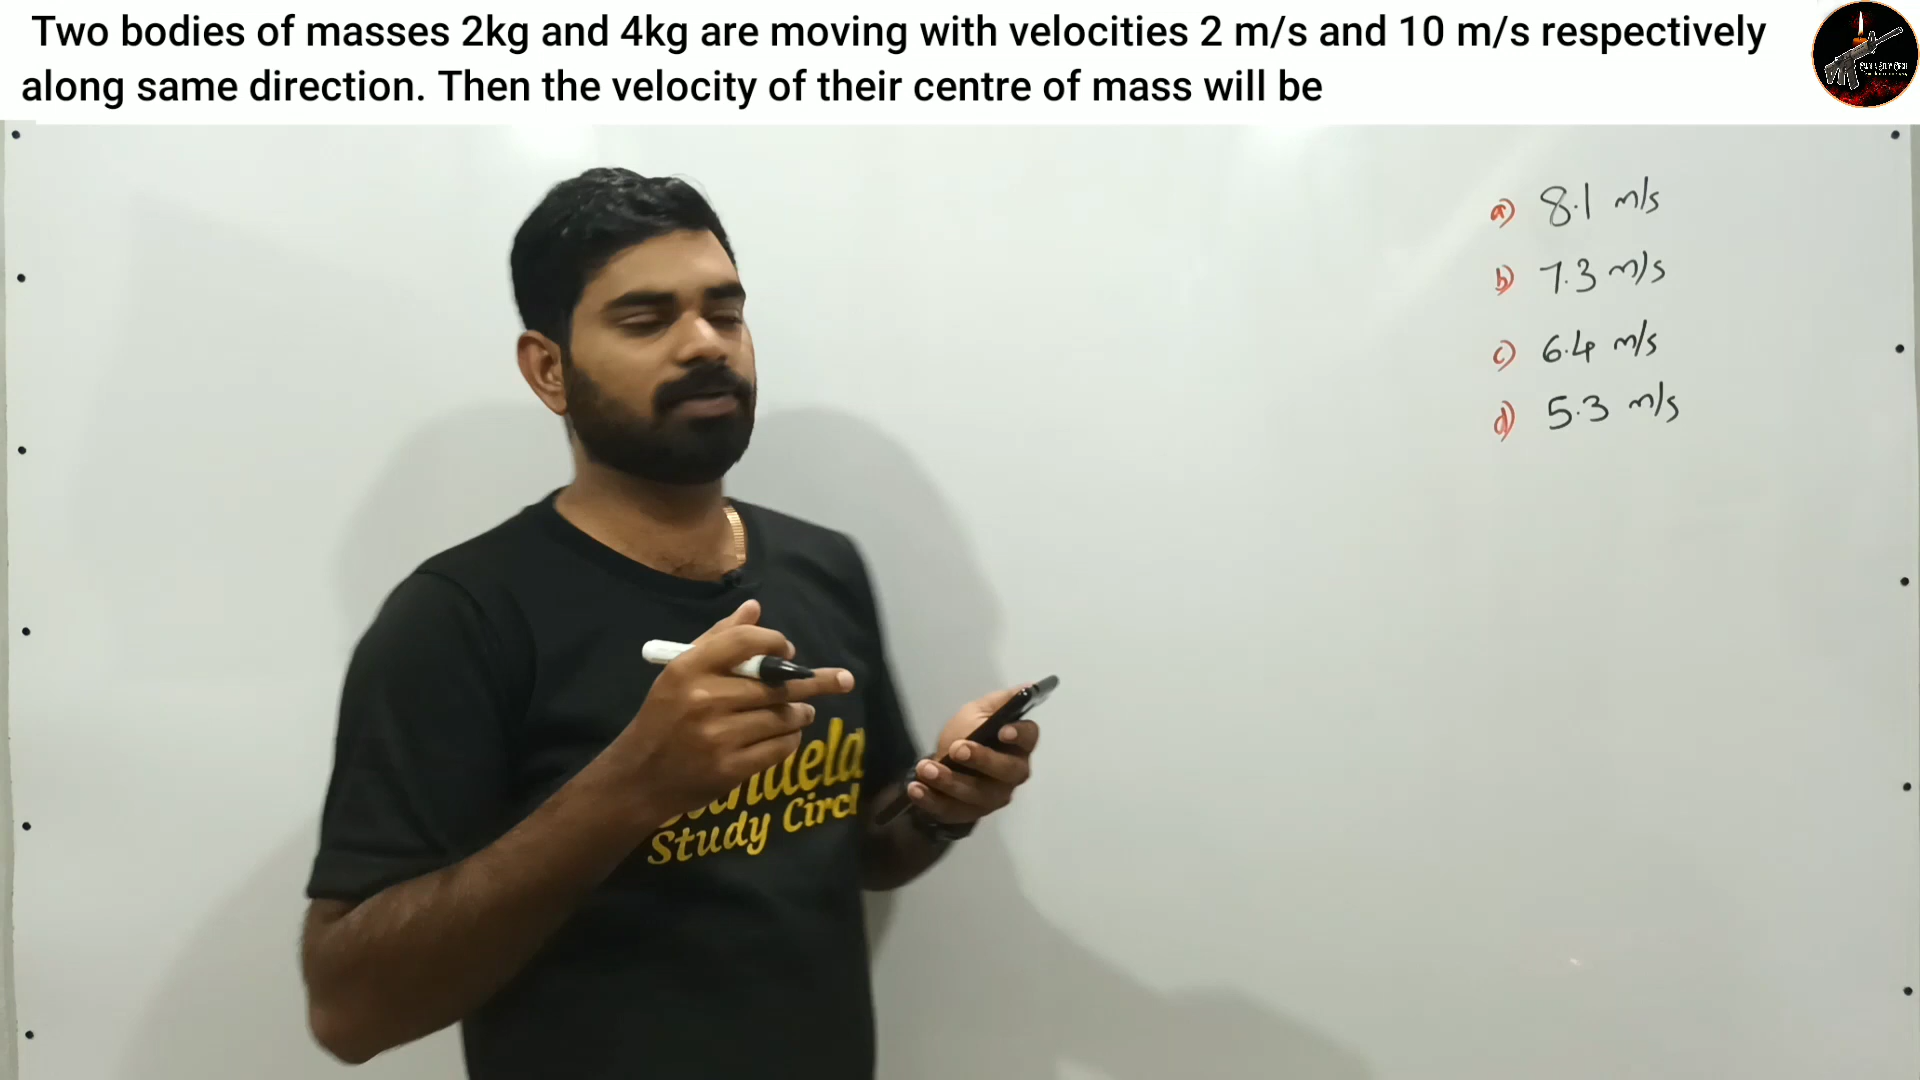 Two bodies of masses 2kg and 4kg are moving with velocities 2 m/s and 10 m/s respectively
along same direction. Then the velocity of their centre of mass will be
a) 8.1 m/s
b) 7.3 m/s
c) 6.4 m/s
d) 5.3 m/s
Study Circl